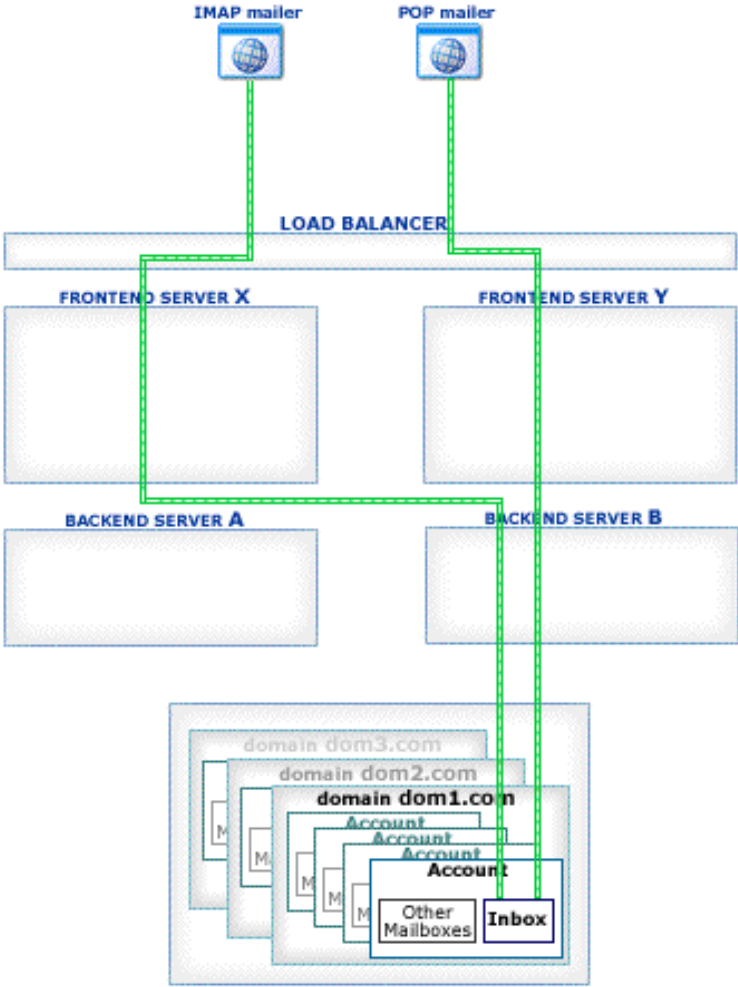 IMAP mailer
POP mailer
LOAD BALANCER
FRONTEND SERVER X
FRONTEND SERVER Y
BACKEND SERVER A
BACKEND SERVER B
domain dom3.com
domain dom2.com
domain dom1.com
Account
Account
Account
Account
M
M
M
M
M
Other
Mailboxes
Inbox